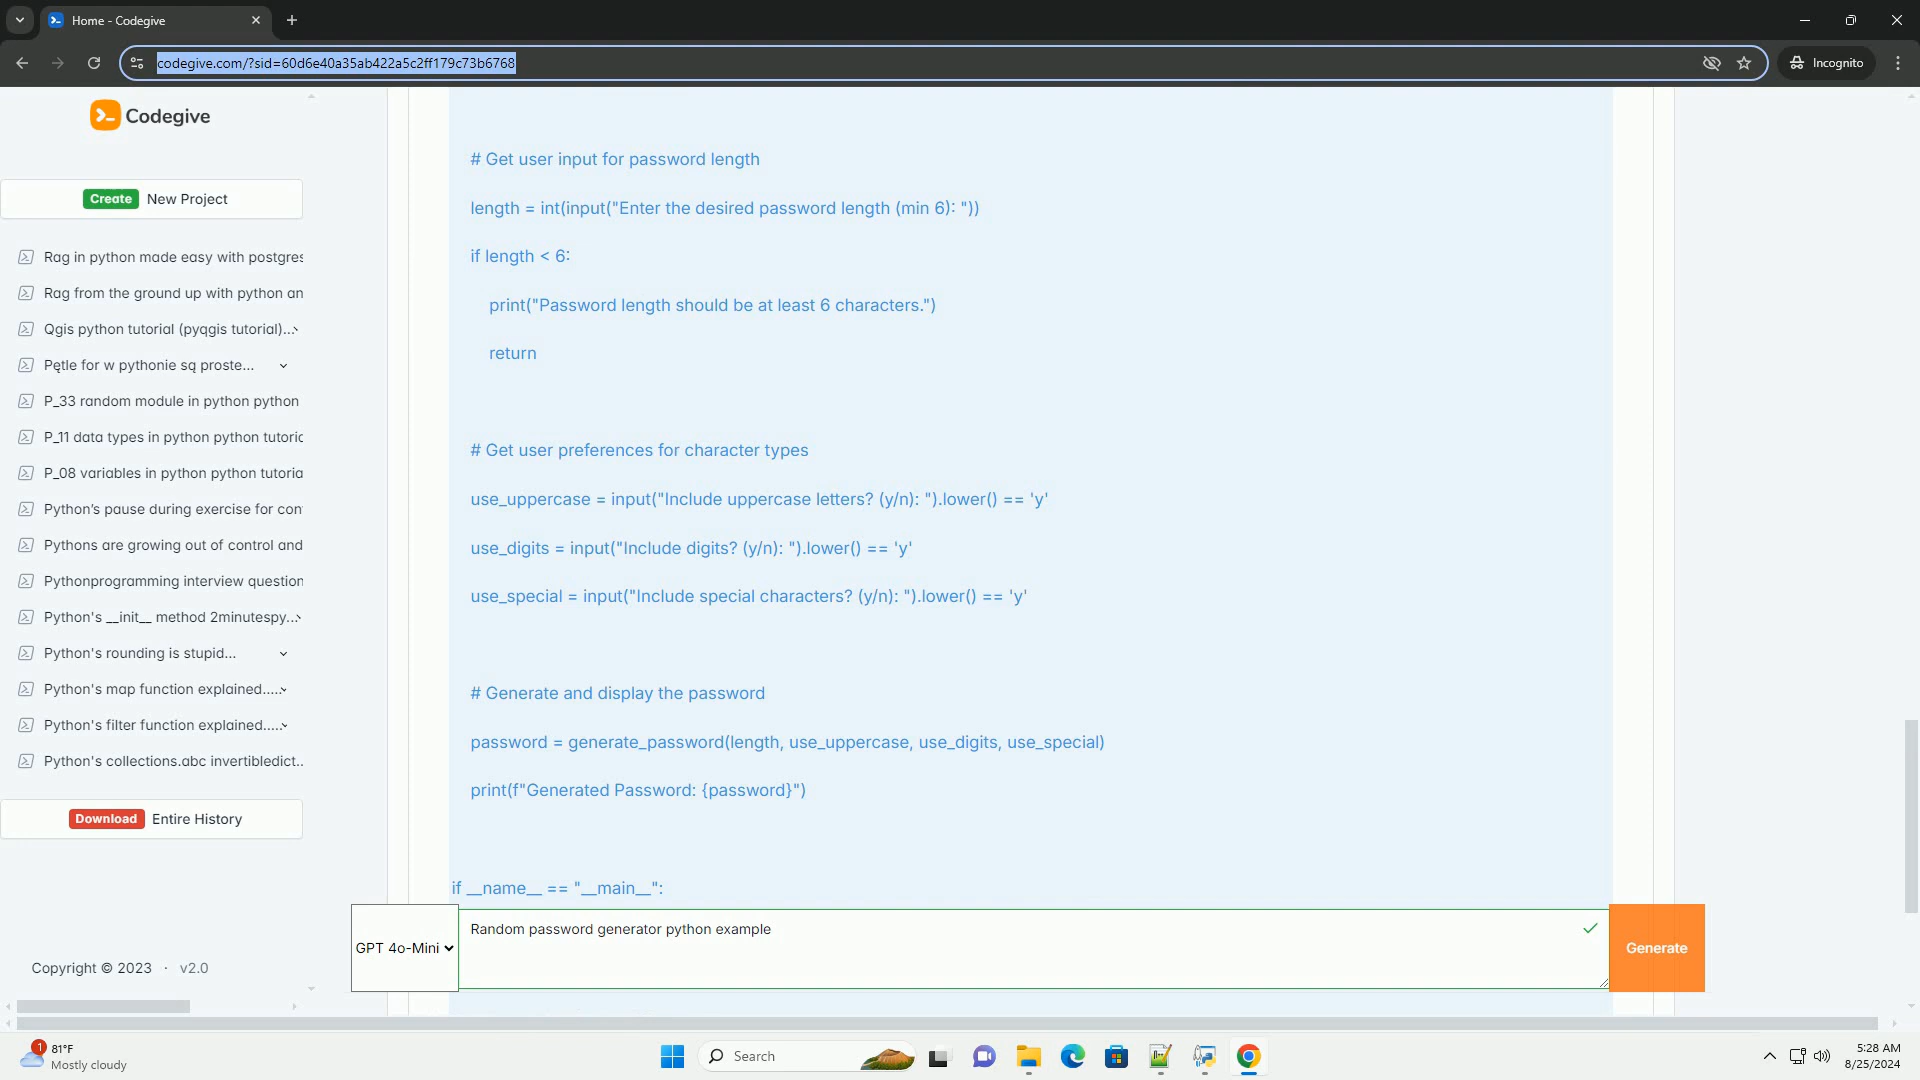 Home - Codegive
codegive.com/?sid=60d6e40a35ab422a5c2ff179c73b6768
Incognito
Codegive
Create New Project
Rag in python made easy with postgres
Rag from the ground up with python an
Qgis python tutorial (pyqgis tutorial)...
Pętle for w pythonie są proste...
P_33 random module in python python
P_11 data types in python python tutoria
P_08 variables in python python tutoria
Python's pause during exercise for con
Pythons are growing out of control and
Pythonprogramming interview question
Python's __init__ method 2minutespy...
Python's rounding is stupid...
Python's map function explained.....
Python's filter function explained.....
Python's collections.abc invertibledict...
Download Entire History
Copyright © 2023 · v2.0
# Get user input for password length
length = int(input("Enter the desired password length (min 6): "))
if length < 6:
print("Password length should be at least 6 characters.")
return
# Get user preferences for character types
use_uppercase = input("Include uppercase letters? (y/n): ").lower() == 'y'
use_digits = input("Include digits? (y/n): ").lower() == 'y'
use_special = input("Include special characters? (y/n): ").lower() == 'y'
# Generate and display the password
password = generate_password(length, use_uppercase, use_digits, use_special)
print(f"Generated Password: {password}")
if __name__ == "__main__":
GPT 4o-Mini
Random password generator python example
Generate
1
81°F
Mostly cloudy
Search
5:28 AM
8/25/2024